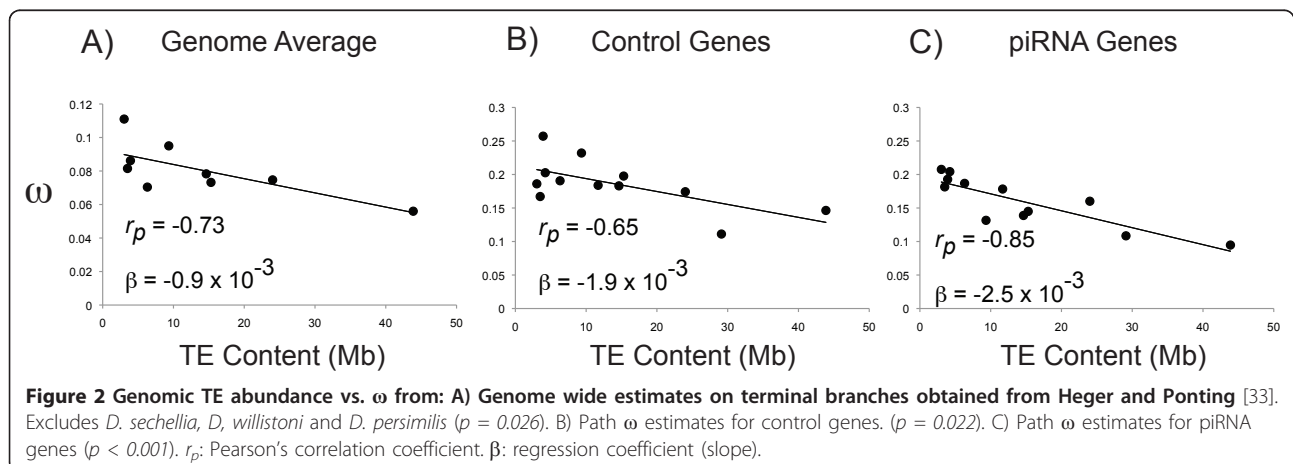 A) Genome Average
B) Control Genes
C) piRNA Genes
ω
0.12
0.1
0.08
0.06
0.04
0.02
0
r_p = -0.73
β = -0.9 x 10^-3
0 10 20 30 40 50
TE Content (Mb)
0.3
0.25
0.2
0.15
0.1
0.05
0
r_p = -0.65
β = -1.9 x 10^-3
0 10 20 30 40 50
TE Content (Mb)
0.3
0.25
0.2
0.15
0.1
0.05
0
r_p = -0.85
β = -2.5 x 10^-3
0 10 20 30 40 50
TE Content (Mb)
Figure 2 Genomic TE abundance vs. ω from: A) Genome wide estimates on terminal branches obtained from Heger and Ponting [33].
Excludes D. sechellia, D, willistoni and D. persimilis (p = 0.026). B) Path ω estimates for control genes. (p = 0.022). C) Path ω estimates for piRNA
genes (p < 0.001). r_p: Pearson's correlation coefficient. β: regression coefficient (slope).